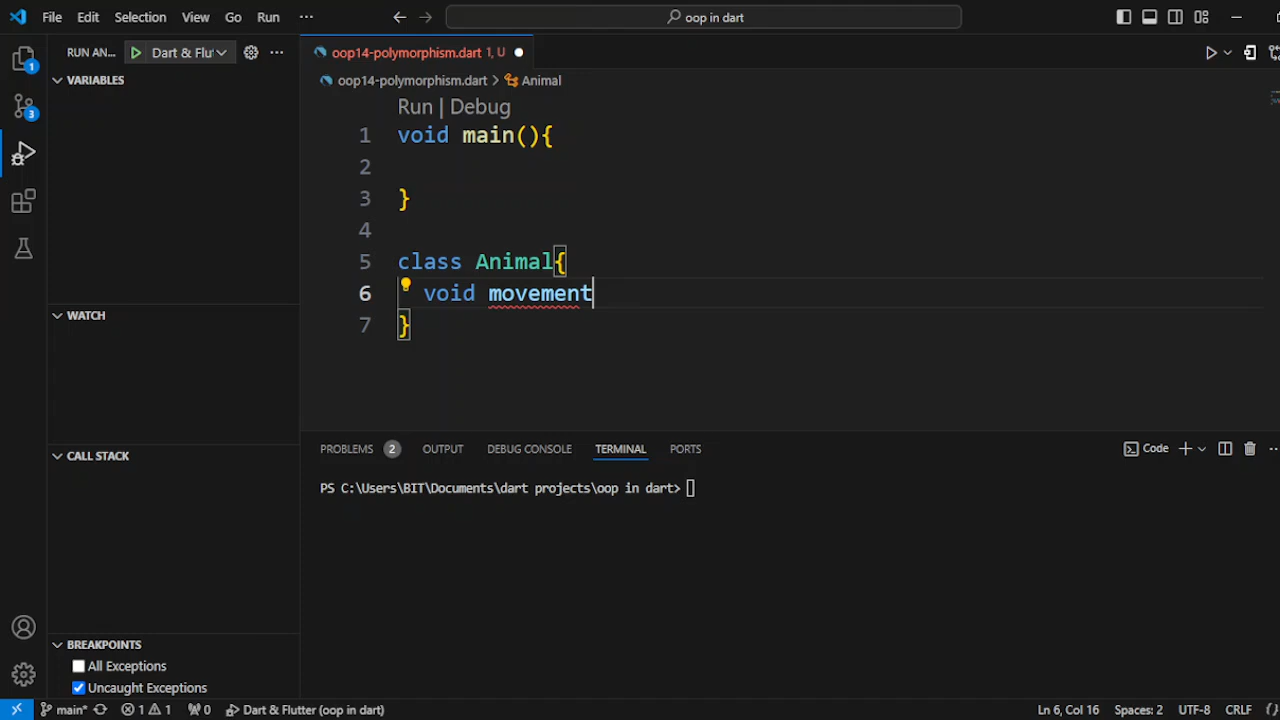 File Edit Selection View Go Run ··· oop in dart
RUN AN... Dart & Flut ···
oop14-polymorphism.dart 1, U
VARIABLES
oop14-polymorphism.dart > Animal
Run | Debug
1 void main(){
2
3 }
4
5 class Animal{
6 void movement
7 }
WATCH
CALL STACK
BREAKPOINTS
All Exceptions
Uncaught Exceptions
1
3
PROBLEMS 2 OUTPUT DEBUG CONSOLE TERMINAL PORTS Code
PS C:\Users\BIT\Documents\dart projects\oop in dart>
main* 1 1 0 Dart & Flutter (oop in dart) Ln 6, Col 16 Spaces: 2 UTF-8 CRLF {}